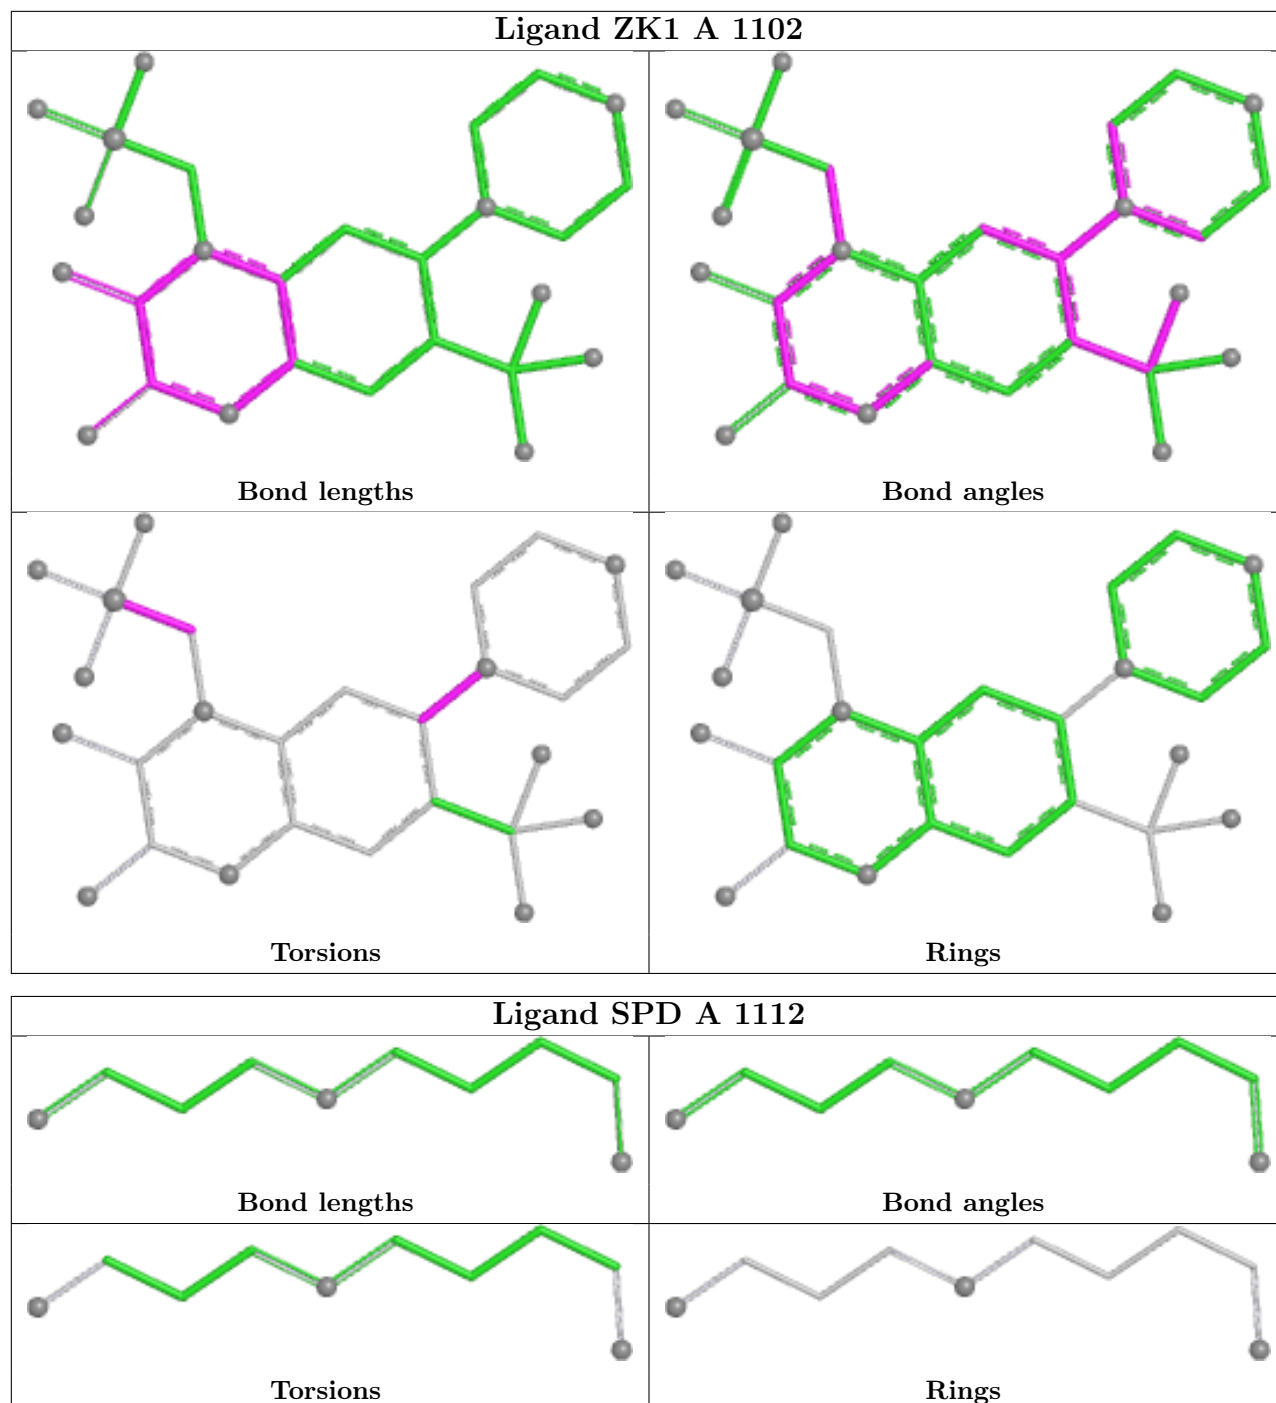 Ligand ZK1 A 1102
Bond lengths
Bond angles
Torsions
Rings
Ligand SPD A 1112
Bond lengths
Bond angles
Torsions
Rings